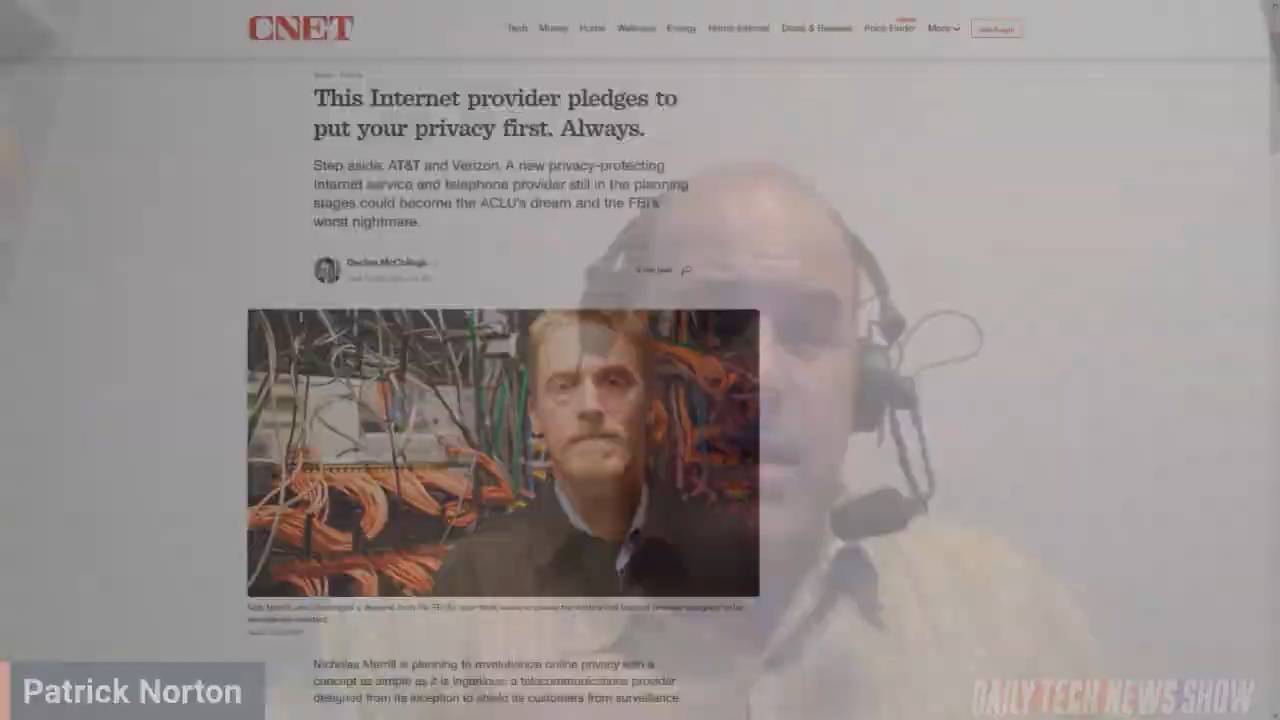 CNET
Tech Money Home Wellness Energy Home Internet Deals & Reviews Price Finder More
This Internet provider pledges to
put your privacy first. Always.
Step aside, AT&T and Verizon. A new privacy-protecting
Internet service and telephone provider still in the planning
stages could become the ACLU's dream and the FBI's
worst nightmare.
Declan McCullagh
Nicholas Merrill is planning to revolutionize online privacy with a
concept as simple as it is ingenious: a telecommunications provider
designed from its inception to shield its customers from surveillance.
Patrick Norton
DAILY TECH NEWS SHOW